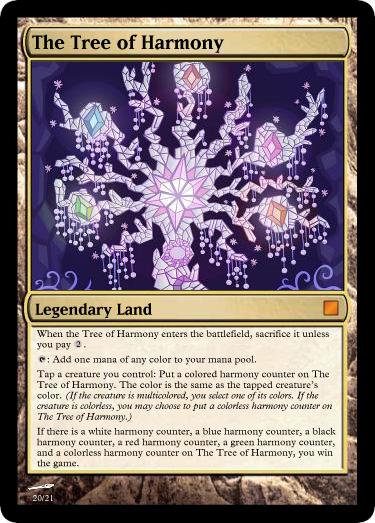 The Tree of Harmony
Legendary Land
When the Tree of Harmony enters the battlefield, sacrifice it unless
you pay 2.
: Add one mana of any color to your mana pool.
Tap a creature you control: Put a colored harmony counter on The
Tree of Harmony. The color is the same as the tapped creature's
color. (If the creature is multicolored, you select one of its colors. If the
creature is colorless, you may choose to put a colorless harmony counter on
The Tree of Harmony.)
If there is a white harmony counter, a blue harmony counter, a black
harmony counter, a red harmony counter, a green harmony counter,
and a colorless harmony counter on The Tree of Harmony, you win
the game.
20/21